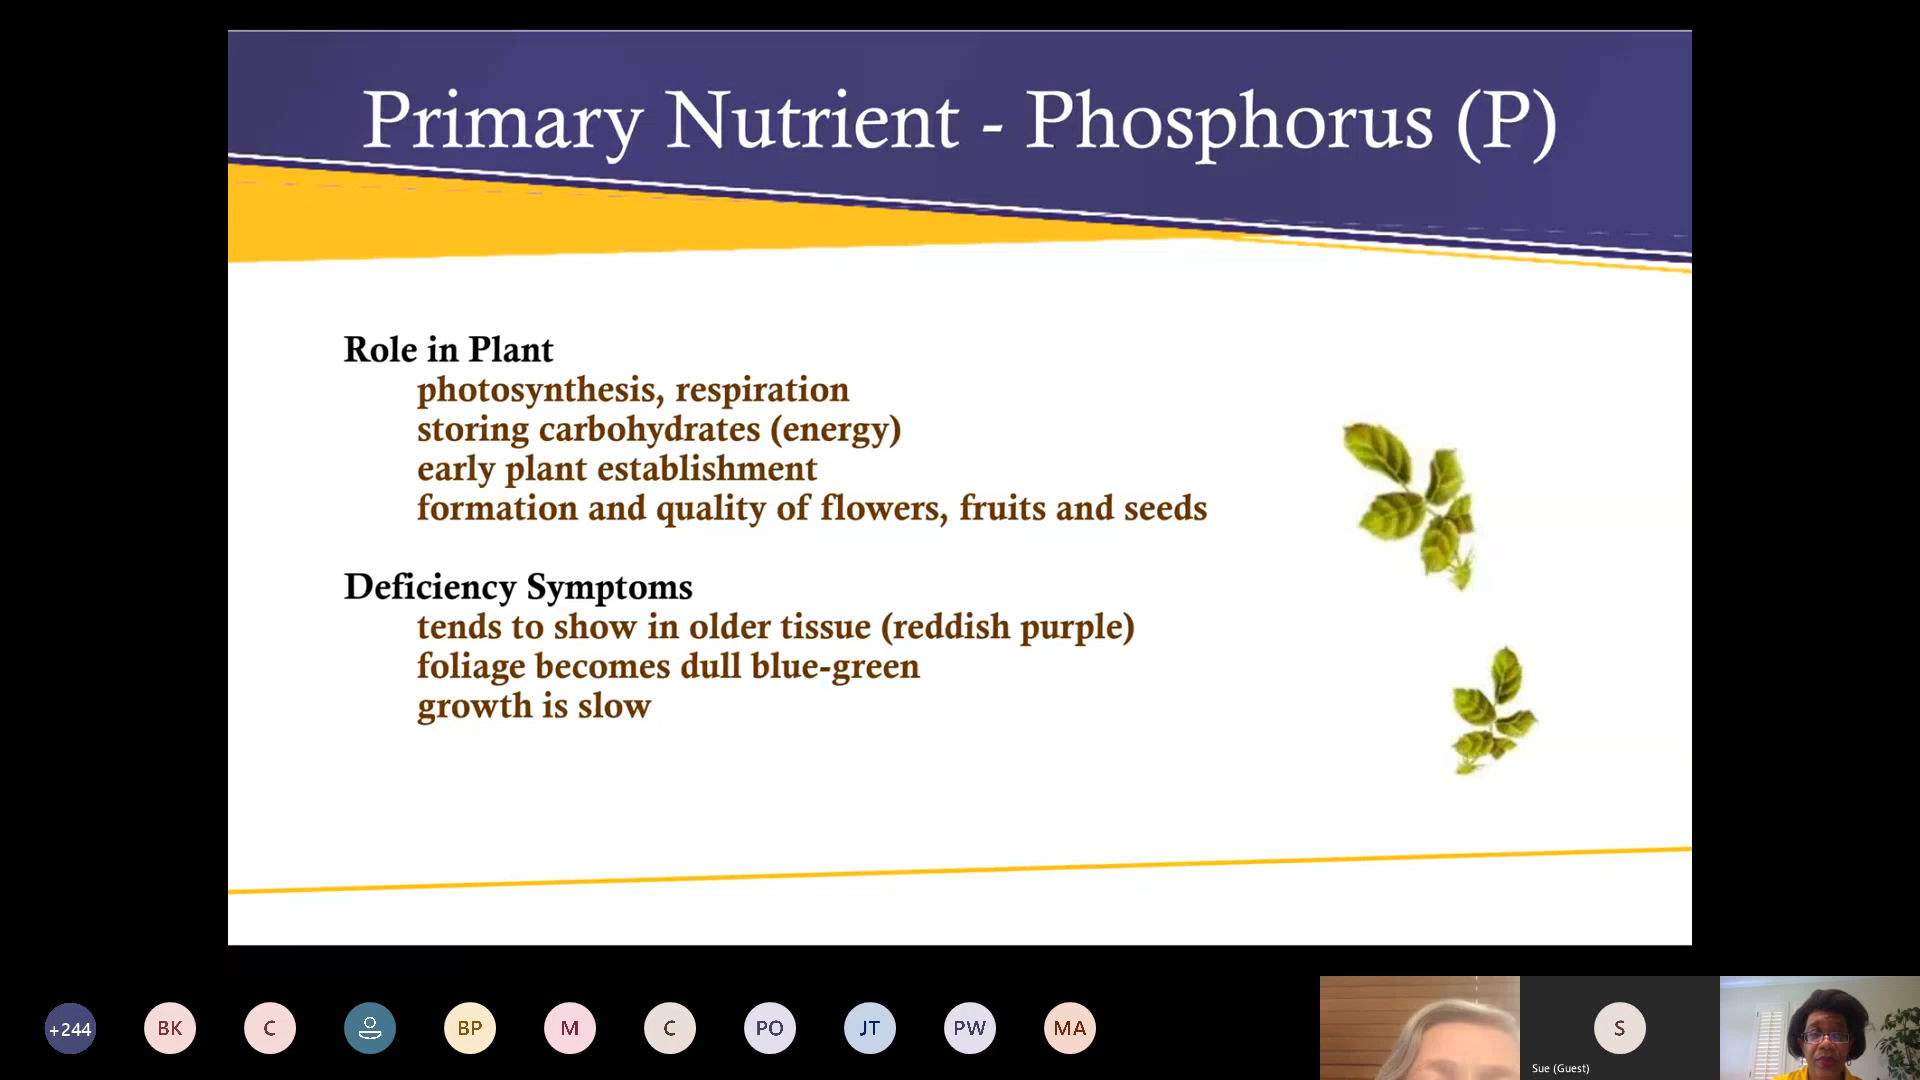 Primary Nutrient - Phosphorus (P)
Role in Plant
photosynthesis, respiration
storing carbohydrates (energy)
early plant establishment
formation and quality of flowers, fruits and seeds
Deficiency Symptoms
tends to show in older tissue (reddish purple)
foliage becomes dull blue-green
growth is slow
+244
BK
C
BP
M
C
PO
JT
PW
MA
S
Sue (Guest)